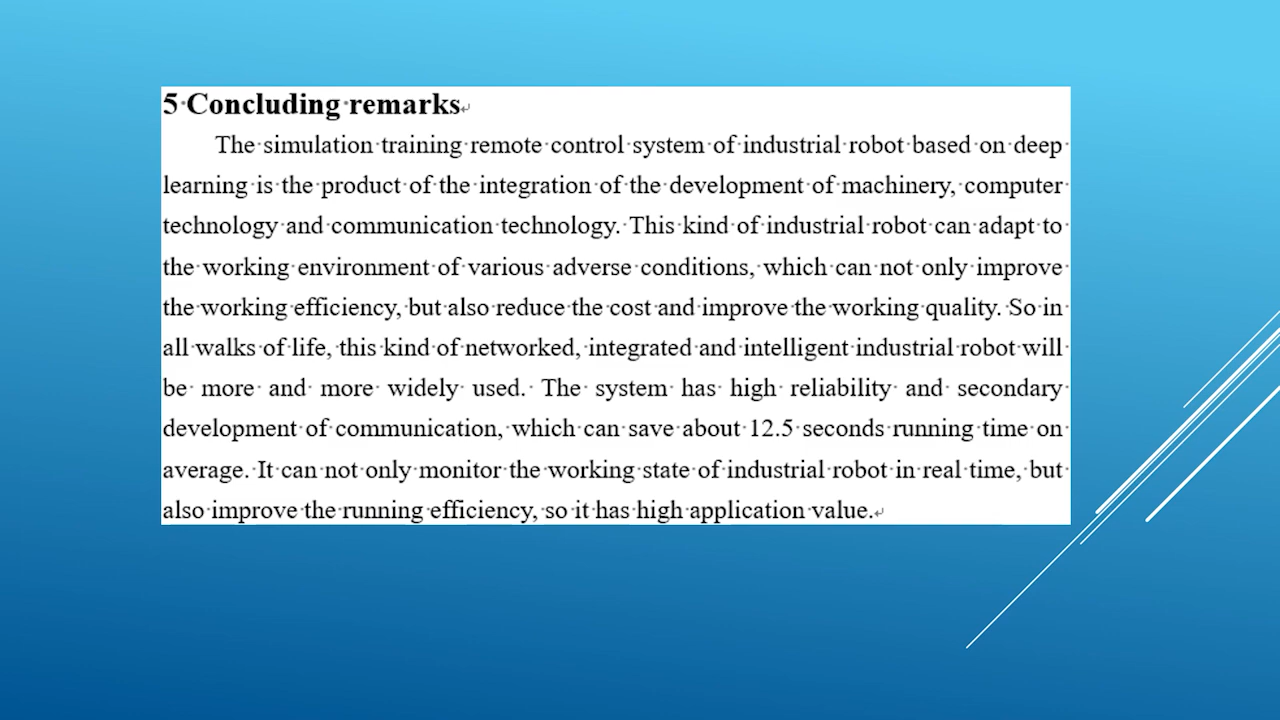 5 Concluding remarks
The simulation training remote control system of industrial robot based on deep
learning is the product of the integration of the development of machinery, computer
technology and communication technology. This kind of industrial robot can adapt to
the working environment of various adverse conditions, which can not only improve
the working efficiency, but also reduce the cost and improve the working quality. So in
all walks of life, this kind of networked, integrated and intelligent industrial robot will
be more and more widely used. The system has high reliability and secondary
development of communication, which can save about 12.5 seconds running time on
average. It can not only monitor the working state of industrial robot in real time, but
also improve the running efficiency, so it has high application value.